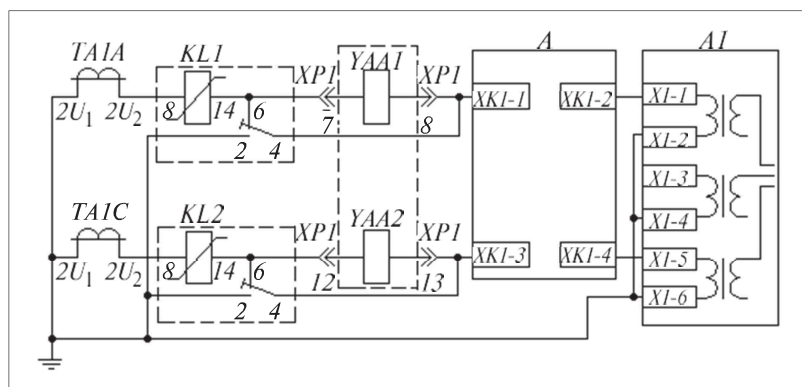 TA1A KL1 XP1 YAA1 XP1 A A1
2U1 2U2 8 14 6 7 8 XK1-1 XK1-2 X1-1
2 4 X1-2
X1-3
TA1C KL2 XP1 YAA2 XP1 X1-4
2U1 2U2 8 14 6 12 13 XK1-3 XK1-4 X1-5
2 4 X1-6